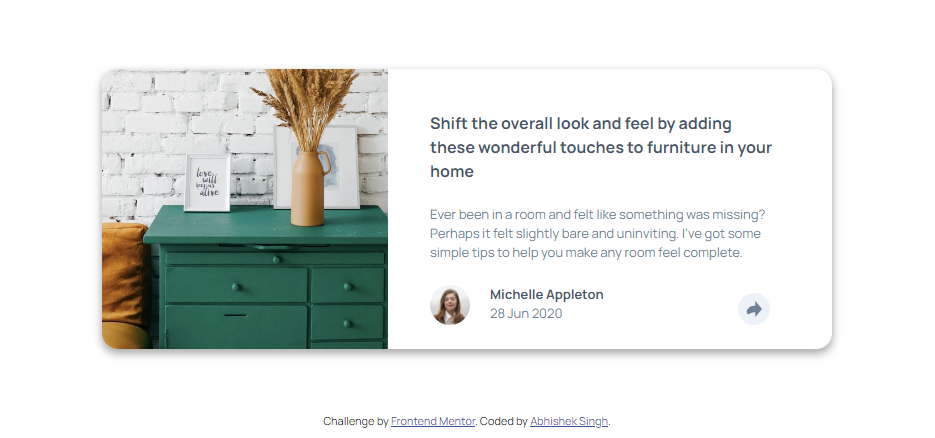 love
will
keep us
alive
Shift the overall look and feel by adding
these wonderful touches to furniture in your
home
Ever been in a room and felt like something was missing?
Perhaps it felt slightly bare and uninviting. I've got some
simple tips to help you make any room feel complete.
Michelle Appleton
28 Jun 2020
Challenge by Frontend Mentor. Coded by Abhishek Singh.